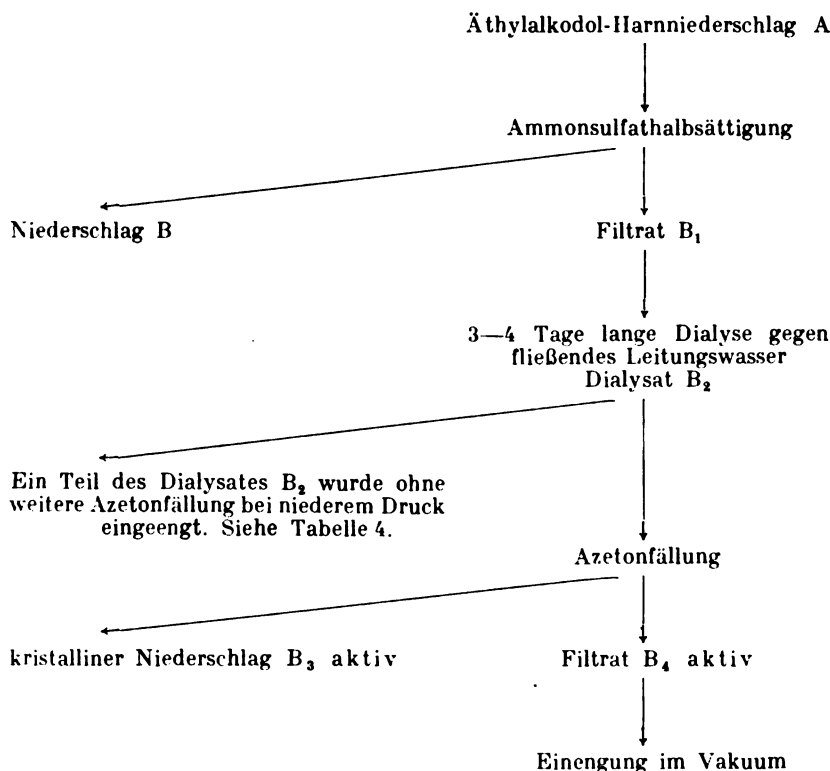 Äthylalkodol-Harnniederschlag A
Ammonsulfathalbsättigung
Niederschlag B
Filtrat B₁
3—4 Tage lange Dialyse gegen
fließendes Leitungswasser
Dialysat B₂
Ein Teil des Dialysates B₂ wurde ohne
weitere Azetonfällung bei niederem Druck
eingeengt. Siehe Tabelle 4.
Azetonfällung
kristalliner Niederschlag B₃ aktiv
Filtrat B₄ aktiv
Einengung im Vakuum